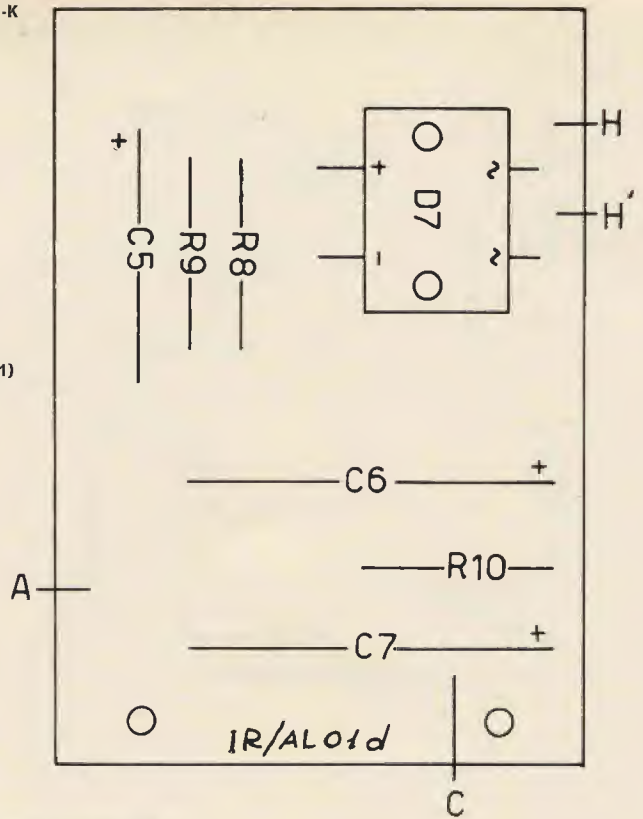 -K
H
+
+ ~
H'
D7
C5 R9 R8
- ~
1)
+
C6
R10
A
+
C7
IR/AL01d
C